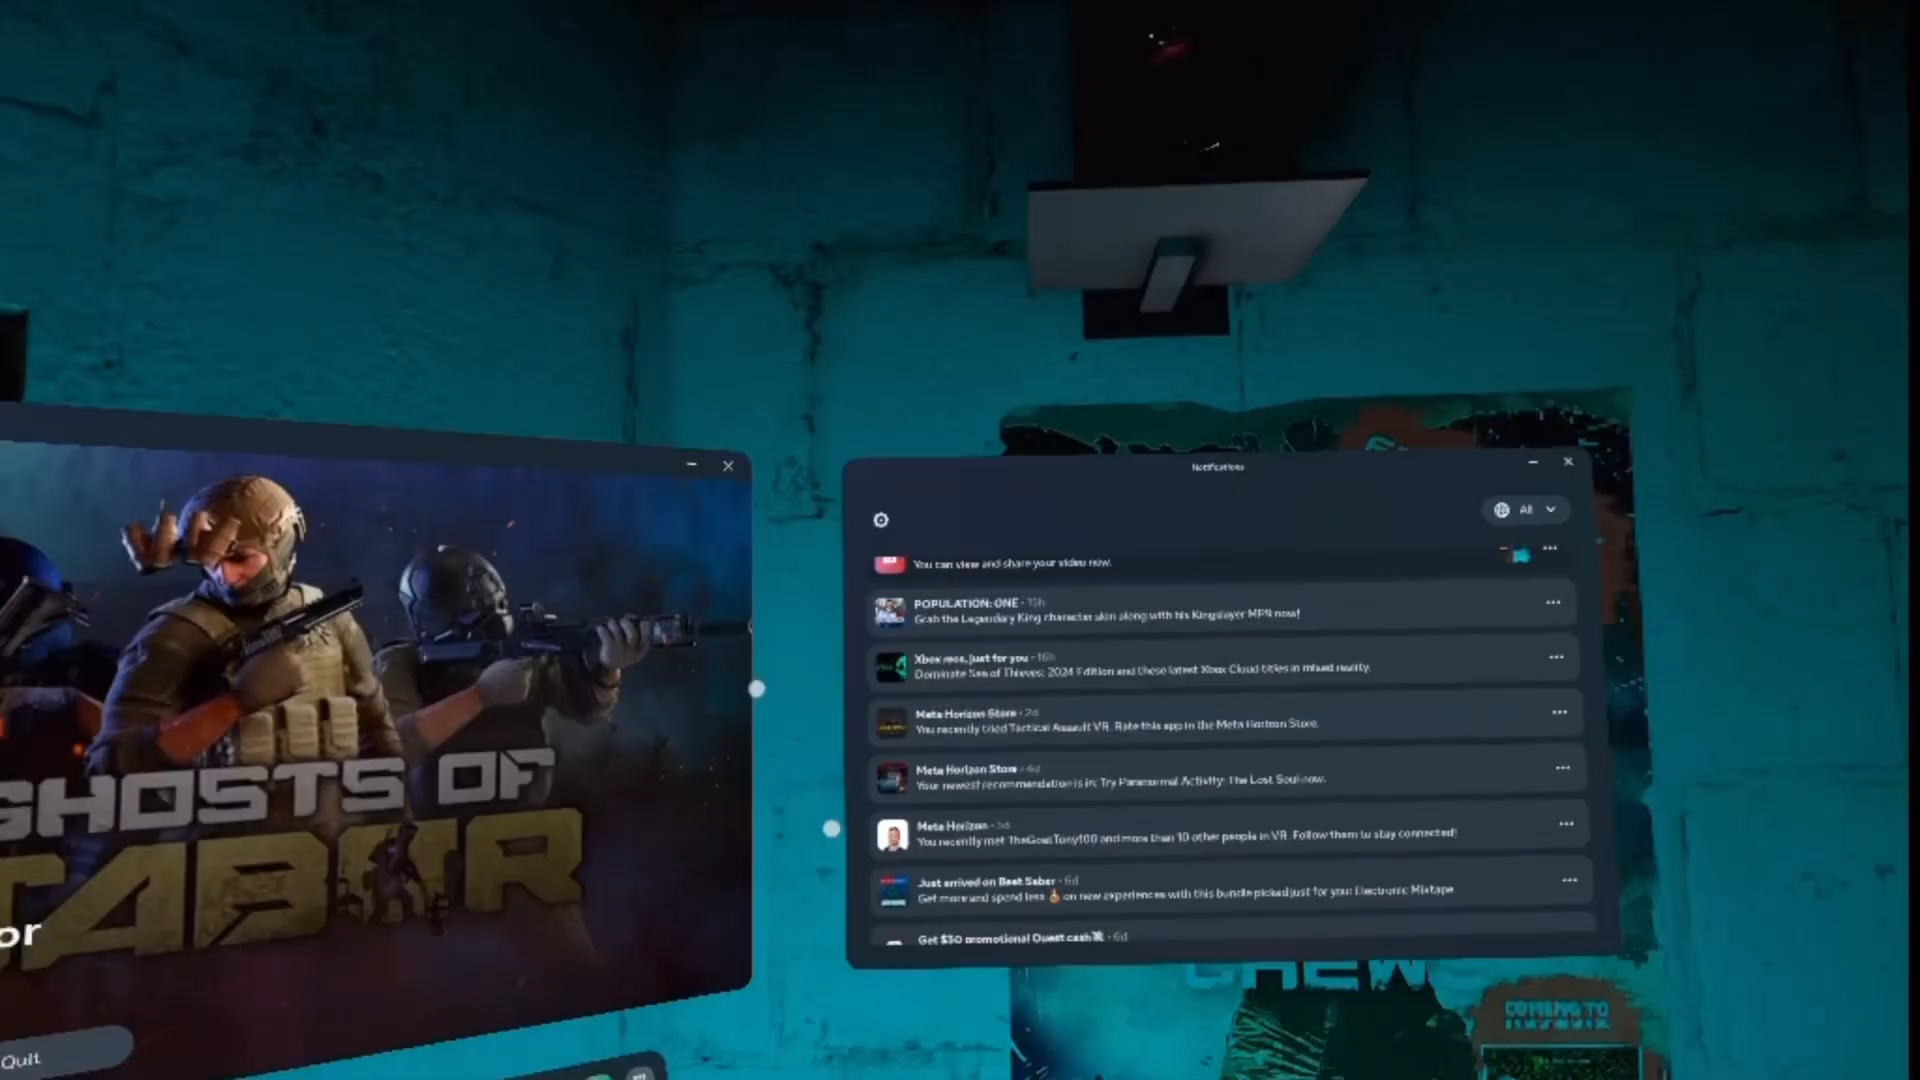 Notifications
All
You can view and share your video now.
POPULATION: ONE · 15h
Grab the Legendary King character skin along with his Kingslayer MP5 now!
Xbox recs, just for you · 16h
Dominate Sea of Thieves: 2024 Edition and these latest Xbox Cloud titles in mixed reality.
Meta Horizon Store · 2d
You recently tried Tactical Assault VR. Rate this app in the Meta Horizon Store.
Meta Horizon Store · 4d
Your newest recommendation is in: Try Paranormal Activity: The Lost Soul now.
Meta Horizon · 5d
You recently met TheGoatTony100 and more than 10 other people in VR. Follow them to stay connected!
Just arrived on Beat Saber · 6d
Get more and spend less 👌 on new experiences with this bundle picked just for you: Electronic Mixtape
Get $30 promotional Quest cash · 6d
GHOSTS OF
TABOR
or
Quit
COMING TO